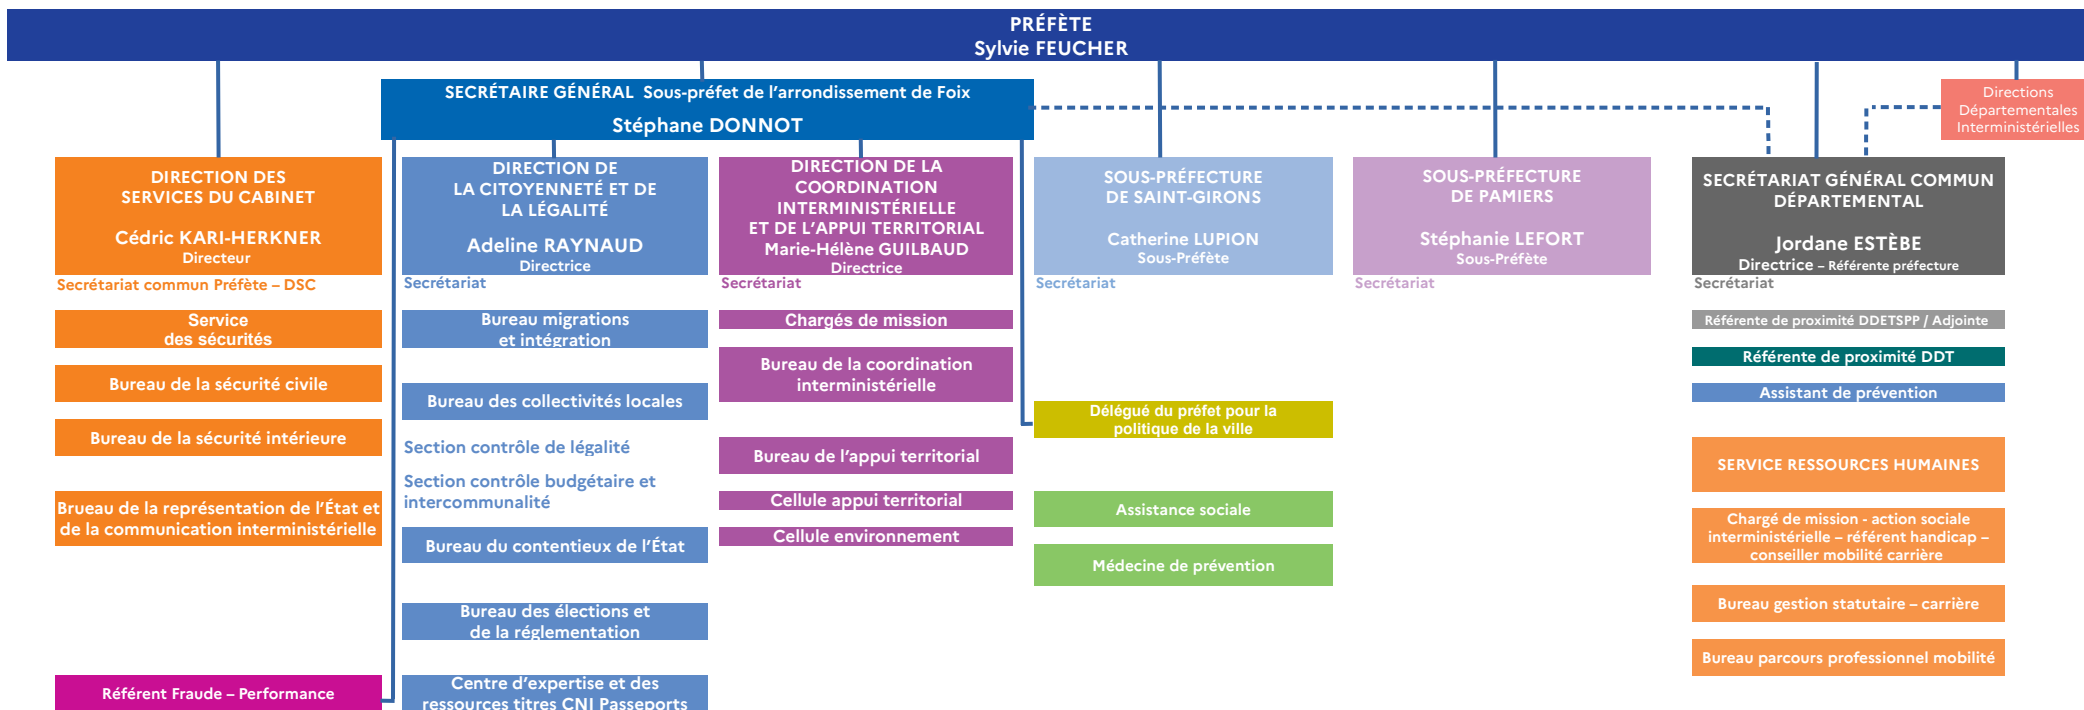 PRÉFÈTE
Sylvie FEUCHER
SECRÉTAIRE GÉNÉRAL Sous-préfet de l'arrondissement de Foix
Stéphane DONNOT
Directions
Départementales
Interministérielles
DIRECTION DES
SERVICES DU CABINET
Cédric KARI-HERKNER
Directeur
Secrétariat commun Préfète – DSC
Service
des sécurités
Bureau de la sécurité civile
Bureau de la sécurité intérieure
Brueau de la représentation de l'État et
de la communication interministérielle
Référent Fraude – Performance
DIRECTION DE
LA CITOYENNETÉ ET DE
LA LÉGALITÉ
Adeline RAYNAUD
Directrice
Secrétariat
Bureau migrations
et intégration
Bureau des collectivités locales
Section contrôle de légalité
Section contrôle budgétaire et
intercommunalité
Bureau du contentieux de l'État
Bureau des élections et
de la réglementation
Centre d'expertise et des
ressources titres CNI Passeports
DIRECTION DE LA
COORDINATION
INTERMINISTÉRIELLE
ET DE L'APPUI TERRITORIAL
Marie-Hélène GUILBAUD
Directrice
Secrétariat
Chargés de mission
Bureau de la coordination
interministérielle
Bureau de l'appui territorial
Cellule appui territorial
Cellule environnement
SOUS-PRÉFECTURE
DE SAINT-GIRONS
Catherine LUPION
Sous-Préfète
Secrétariat
Délégué du préfet pour la
politique de la ville
Assistance sociale
Médecine de prévention
SOUS-PRÉFECTURE
DE PAMIERS
Stéphanie LEFORT
Sous-Préfète
Secrétariat
SECRÉTARIAT GÉNÉRAL COMMUN
DÉPARTEMENTAL
Jordane ESTÈBE
Directrice – Référente préfecture
Secrétariat
Référente de proximité DDETSPP / Adjointe
Référente de proximité DDT
Assistant de prévention
SERVICE RESSOURCES HUMAINES
Chargé de mission - action sociale
interministérielle – référent handicap –
conseiller mobilité carrière
Bureau gestion statutaire – carrière
Bureau parcours professionnel mobilité